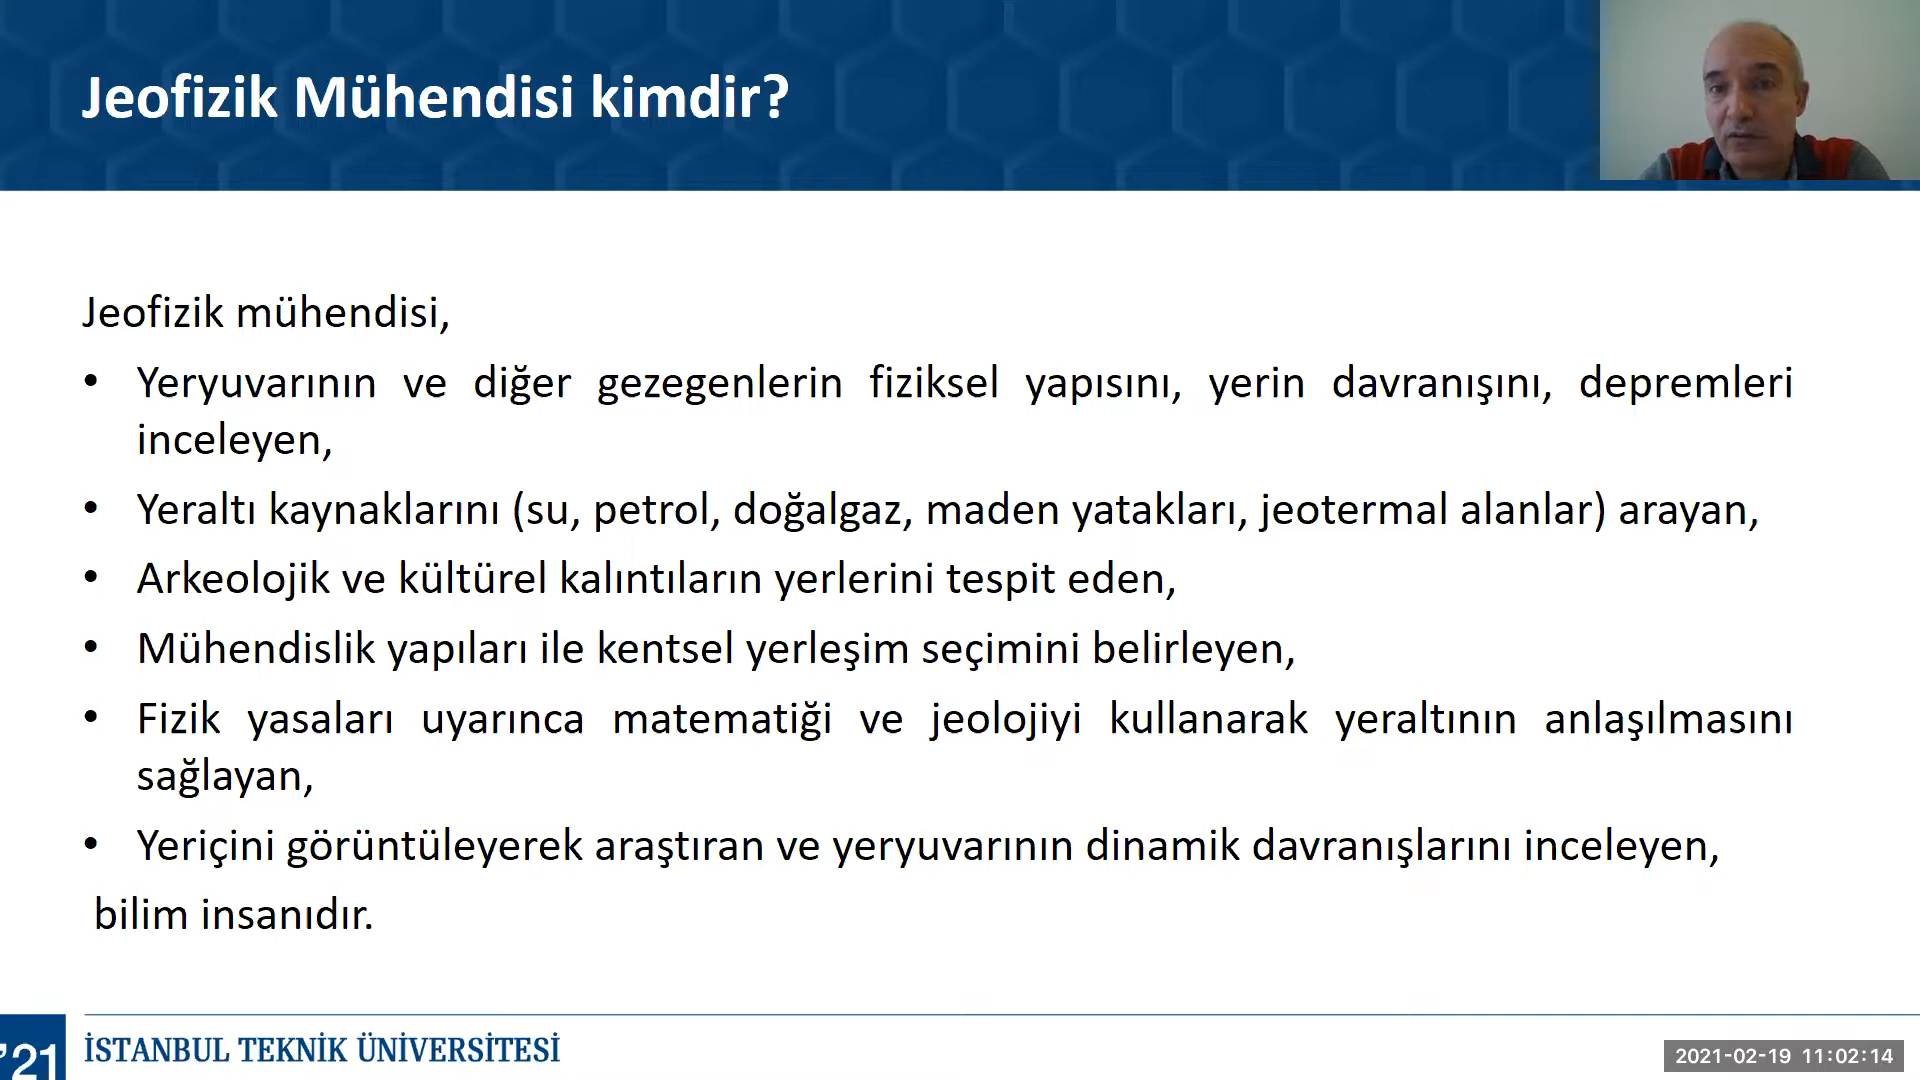 Jeofizik Mühendisi kimdir?
Jeofizik mühendisi,
• Yeryuvarının ve diğer gezegenlerin fiziksel yapısını, yerin davranışını, depremleri
inceleyen,
• Yeraltı kaynaklarını (su, petrol, doğalgaz, maden yatakları, jeotermal alanlar) arayan,
• Arkeolojik ve kültürel kalıntıların yerlerini tespit eden,
• Mühendislik yapıları ile kentsel yerleşim seçimini belirleyen,
• Fizik yasaları uyarınca matematiği ve jeolojiyi kullanarak yeraltının anlaşılmasını
sağlayan,
• Yeriçini görüntüleyerek araştıran ve yeryuvarının dinamik davranışlarını inceleyen,
bilim insanıdır.
'21
İSTANBUL TEKNİK ÜNİVERSİTESİ
2021-02-19 11:02:14